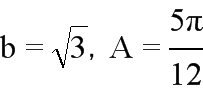 b = √3, A = 5π/12